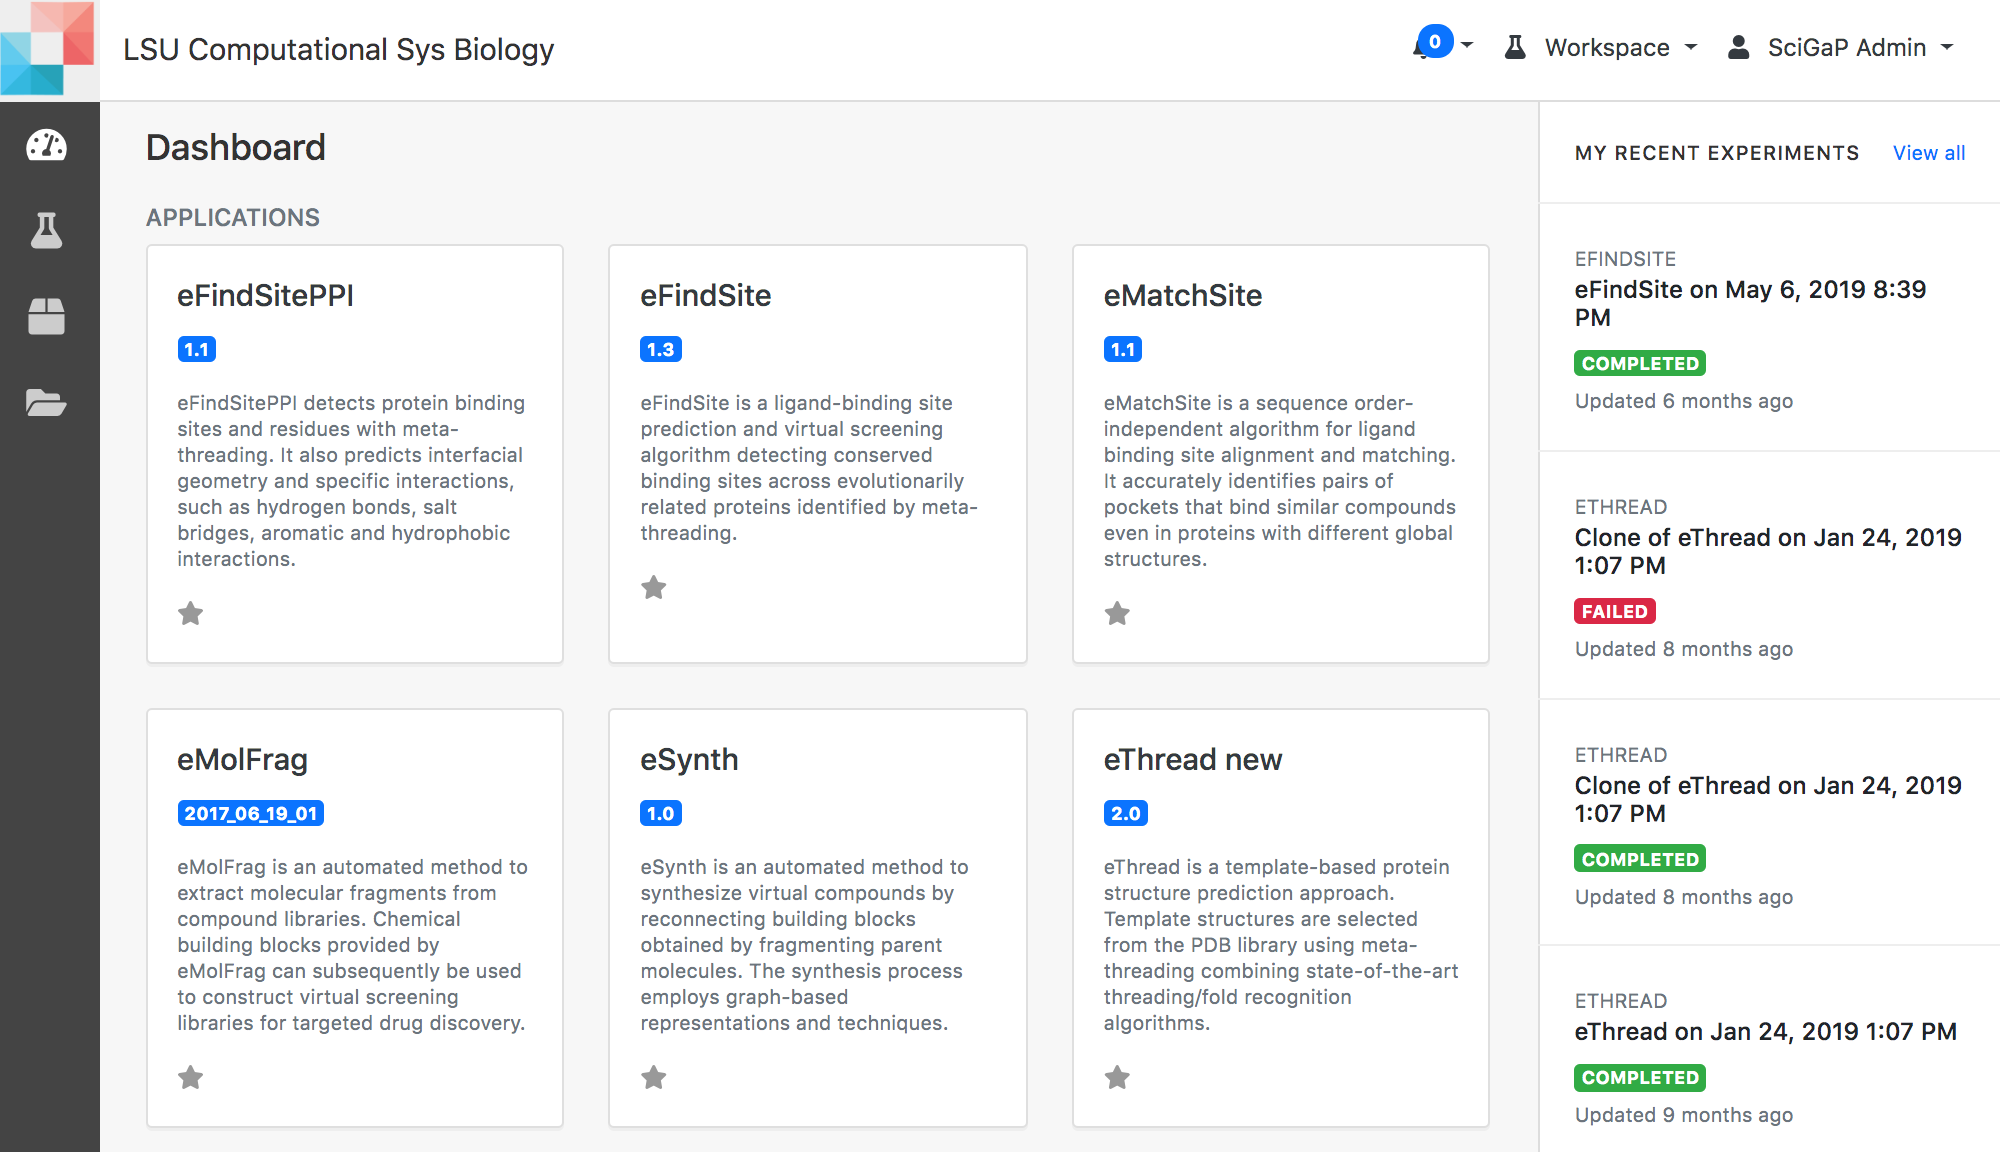 LSU Computational Sys Biology
0
Workspace
SciGaP Admin
Dashboard
APPLICATIONS
eFindSitePPI
1.1
eFindSitePPI detects protein binding
sites and residues with meta-
threading. It also predicts interfacial
geometry and specific interactions,
such as hydrogen bonds, salt
bridges, aromatic and hydrophobic
interactions.
eFindSite
1.3
eFindSite is a ligand-binding site
prediction and virtual screening
algorithm detecting conserved
binding sites across evolutionarily
related proteins identified by meta-
threading.
eMatchSite
1.1
eMatchSite is a sequence order-
independent algorithm for ligand
binding site alignment and matching.
It accurately identifies pairs of
pockets that bind similar compounds
even in proteins with different global
structures.
eMolFrag
2017_06_19_01
eMolFrag is an automated method to
extract molecular fragments from
compound libraries. Chemical
building blocks provided by
eMolFrag can subsequently be used
to construct virtual screening
libraries for targeted drug discovery.
eSynth
1.0
eSynth is an automated method to
synthesize virtual compounds by
reconnecting building blocks
obtained by fragmenting parent
molecules. The synthesis process
employs graph-based
representations and techniques.
eThread new
2.0
eThread is a template-based protein
structure prediction approach.
Template structures are selected
from the PDB library using meta-
threading combining state-of-the-art
threading/fold recognition
algorithms.
MY RECENT EXPERIMENTS
View all
EFINDSITE
eFindSite on May 6, 2019 8:39
PM
COMPLETED
Updated 6 months ago
ETHREAD
Clone of eThread on Jan 24, 2019
1:07 PM
FAILED
Updated 8 months ago
ETHREAD
Clone of eThread on Jan 24, 2019
1:07 PM
COMPLETED
Updated 8 months ago
ETHREAD
eThread on Jan 24, 2019 1:07 PM
COMPLETED
Updated 9 months ago